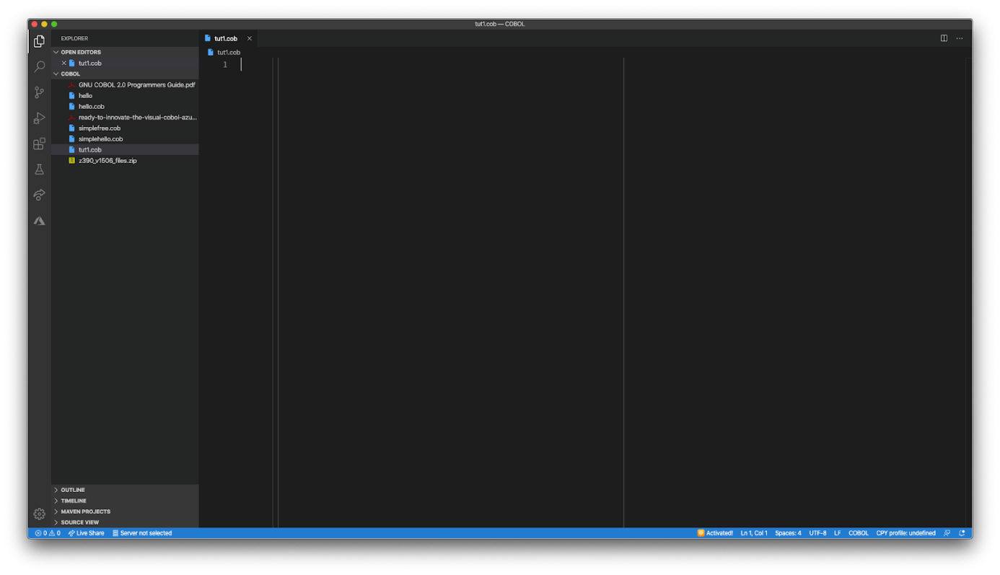 tut1.cob — COBOL
EXPLORER
OPEN EDITORS
tut1.cob
COBOL
GNU COBOL 2.0 Programmers Guide.pdf
hello
hello.cob
ready-to-innovate-the-visual-cobol-azu...
simplefree.cob
simplehello.cob
tut1.cob
z390_v1506_files.zip
OUTLINE
TIMELINE
MAVEN PROJECTS
SOURCE VIEW
tut1.cob
tut1.cob
1
0 0 Live Share Server not selected
Activated! Ln 1, Col 1 Spaces: 4 UTF-8 LF COBOL CPY profile: undefined